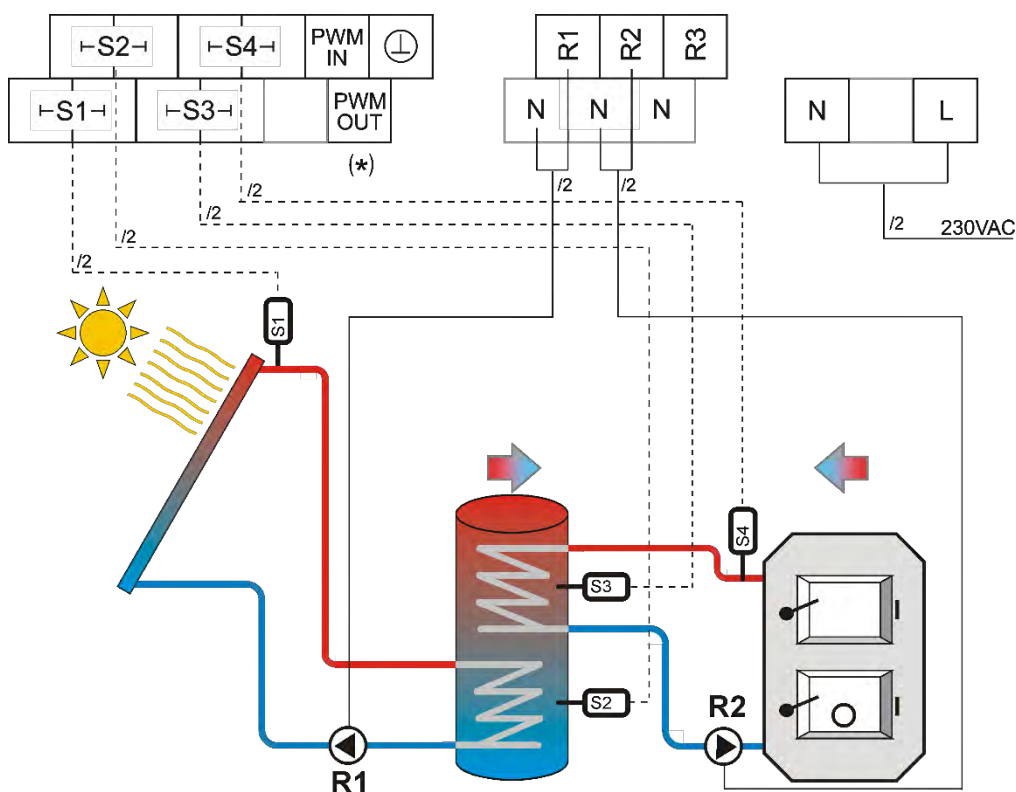 S2 S4 PWM IN
R1 R2 R3
S1 S3 PWM OUT
N N N
N L
(*)
/2 /2
/2 /2
/2 230VAC
/2
/2
S1
S4
S3
S2
R2
R1